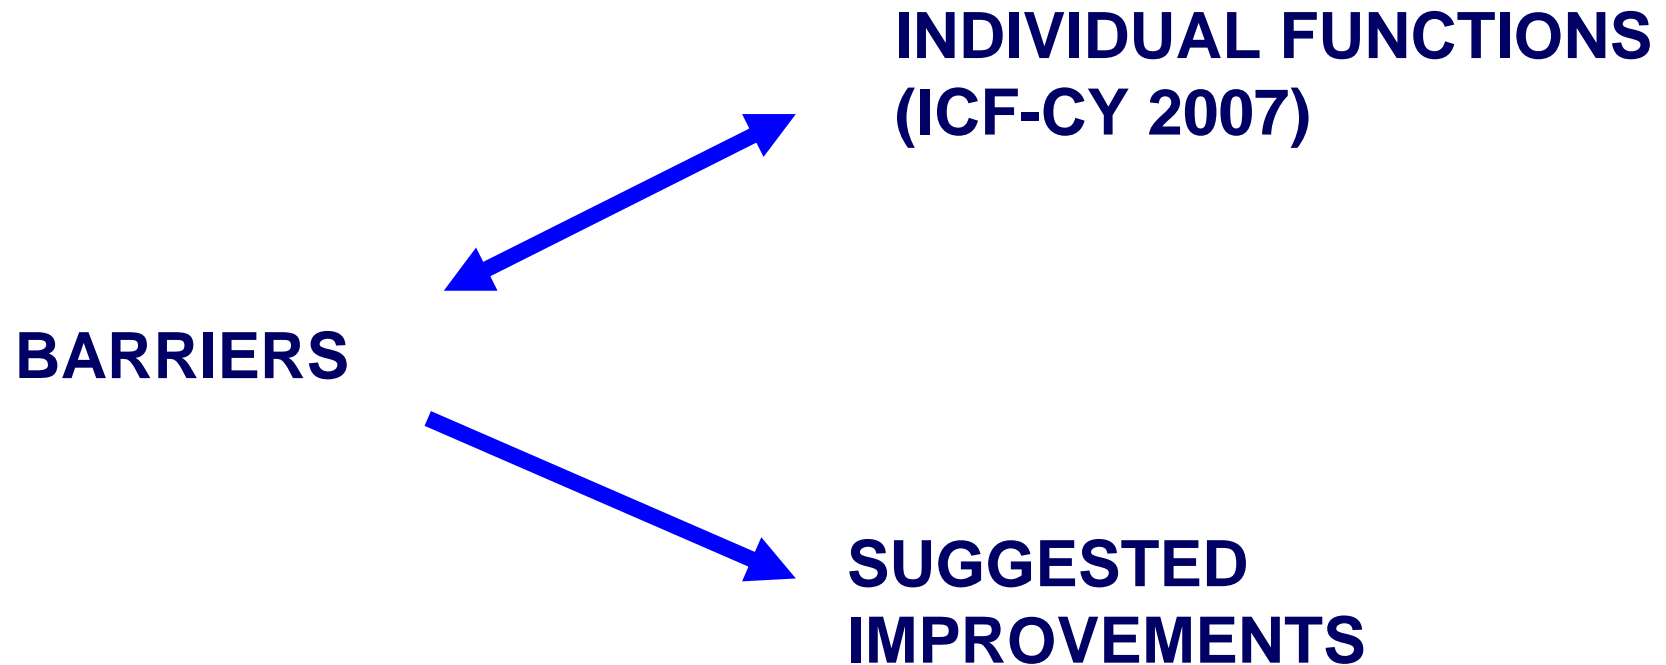 INDIVIDUAL FUNCTIONS
(ICF-CY 2007)
BARRIERS
SUGGESTED
IMPROVEMENTS